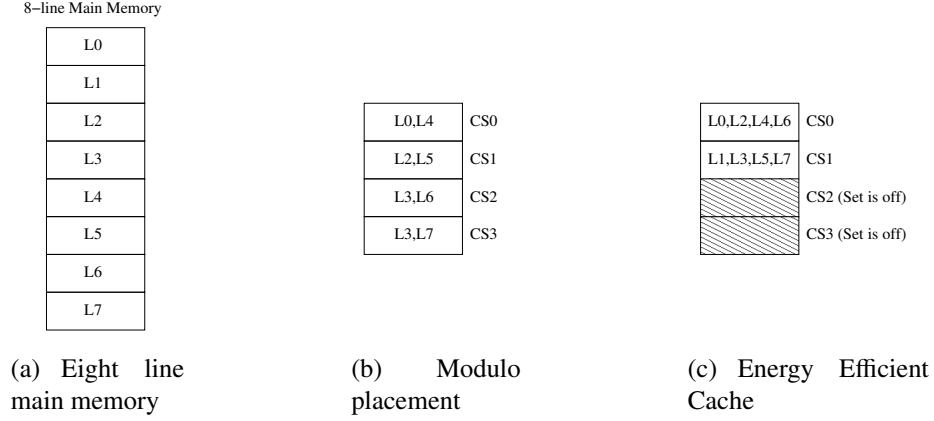 8−line Main Memory
L0
L1
L2
L3
L4
L5
L6
L7
(a) Eight line
main memory
L0,L4 CS0
L2,L5 CS1
L3,L6 CS2
L3,L7 CS3
(b) Modulo
placement
L0,L2,L4,L6 CS0
L1,L3,L5,L7 CS1
CS2 (Set is off)
CS3 (Set is off)
(c) Energy Efficient
Cache